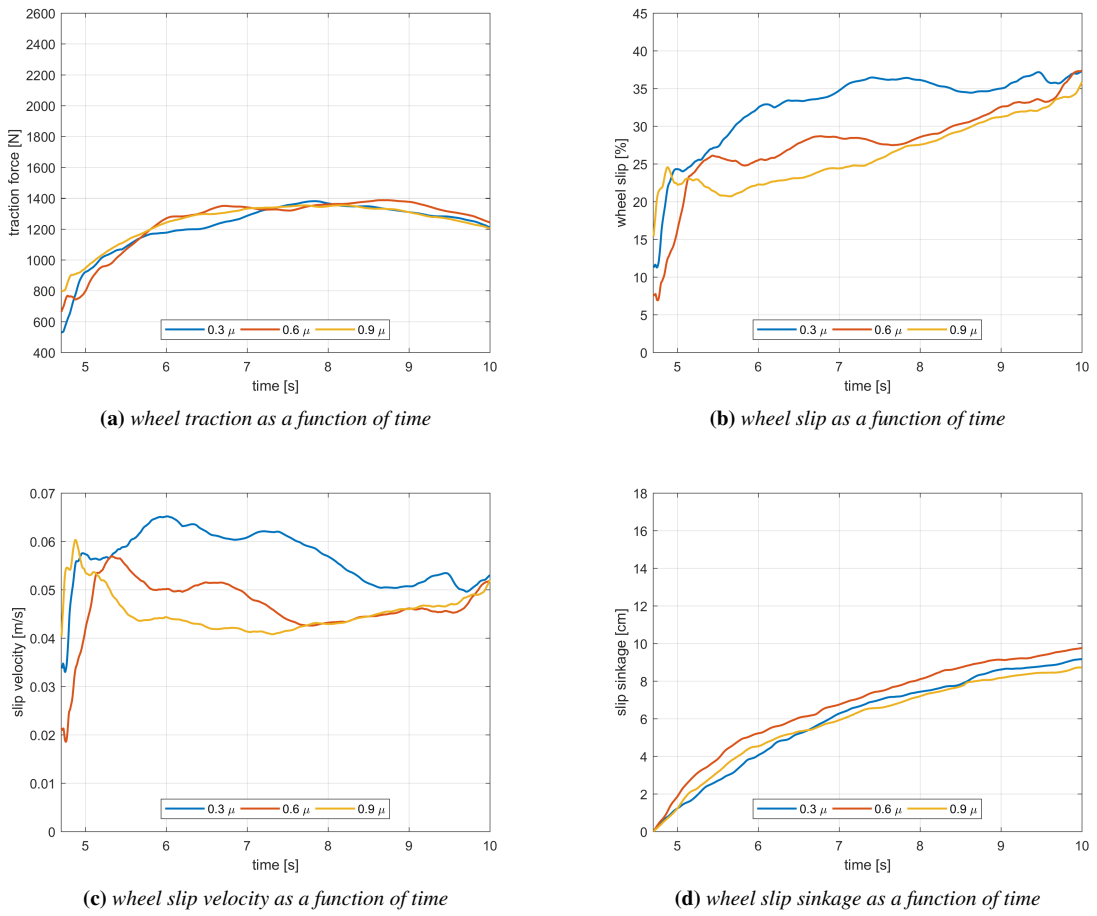 2600
2400
2200
2000
1800
1600
1400
1200
1000
800
600
400
traction force [N]
0.3 μ 0.6 μ 0.9 μ
5 6 7 8 9 10
time [s]
(a) wheel traction as a function of time
45
40
35
30
25
20
15
10
5
0
wheel slip [%]
0.3 μ 0.6 μ 0.9 μ
5 6 7 8 9 10
time [s]
(b) wheel slip as a function of time
0.07
0.06
0.05
0.04
0.03
0.02
0.01
0
slip velocity [m/s]
0.3 μ 0.6 μ 0.9 μ
5 6 7 8 9 10
time [s]
(c) wheel slip velocity as a function of time
18
16
14
12
10
8
6
4
2
0
slip sinkage [cm]
0.3 μ 0.6 μ 0.9 μ
5 6 7 8 9 10
time [s]
(d) wheel slip sinkage as a function of time